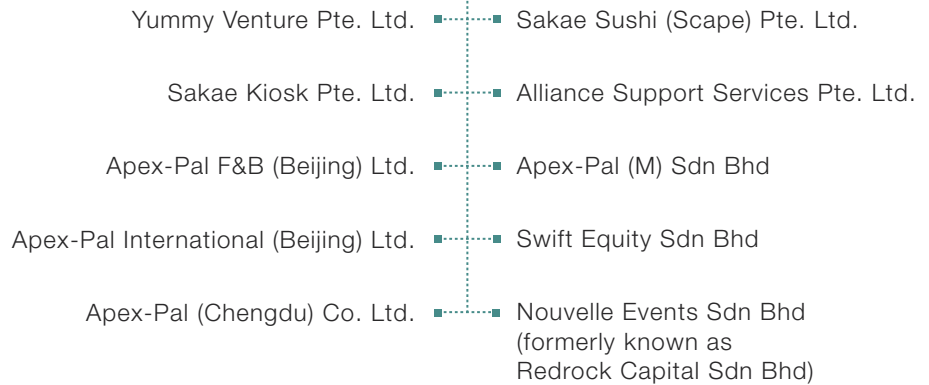 Yummy Venture Pte. Ltd.
Sakae Sushi (Scape) Pte. Ltd.
Sakae Kiosk Pte. Ltd.
Alliance Support Services Pte. Ltd.
Apex-Pal F&B (Beijing) Ltd.
Apex-Pal (M) Sdn Bhd
Apex-Pal International (Beijing) Ltd.
Swift Equity Sdn Bhd
Apex-Pal (Chengdu) Co. Ltd.
Nouvelle Events Sdn Bhd
(formerly known as
Redrock Capital Sdn Bhd)